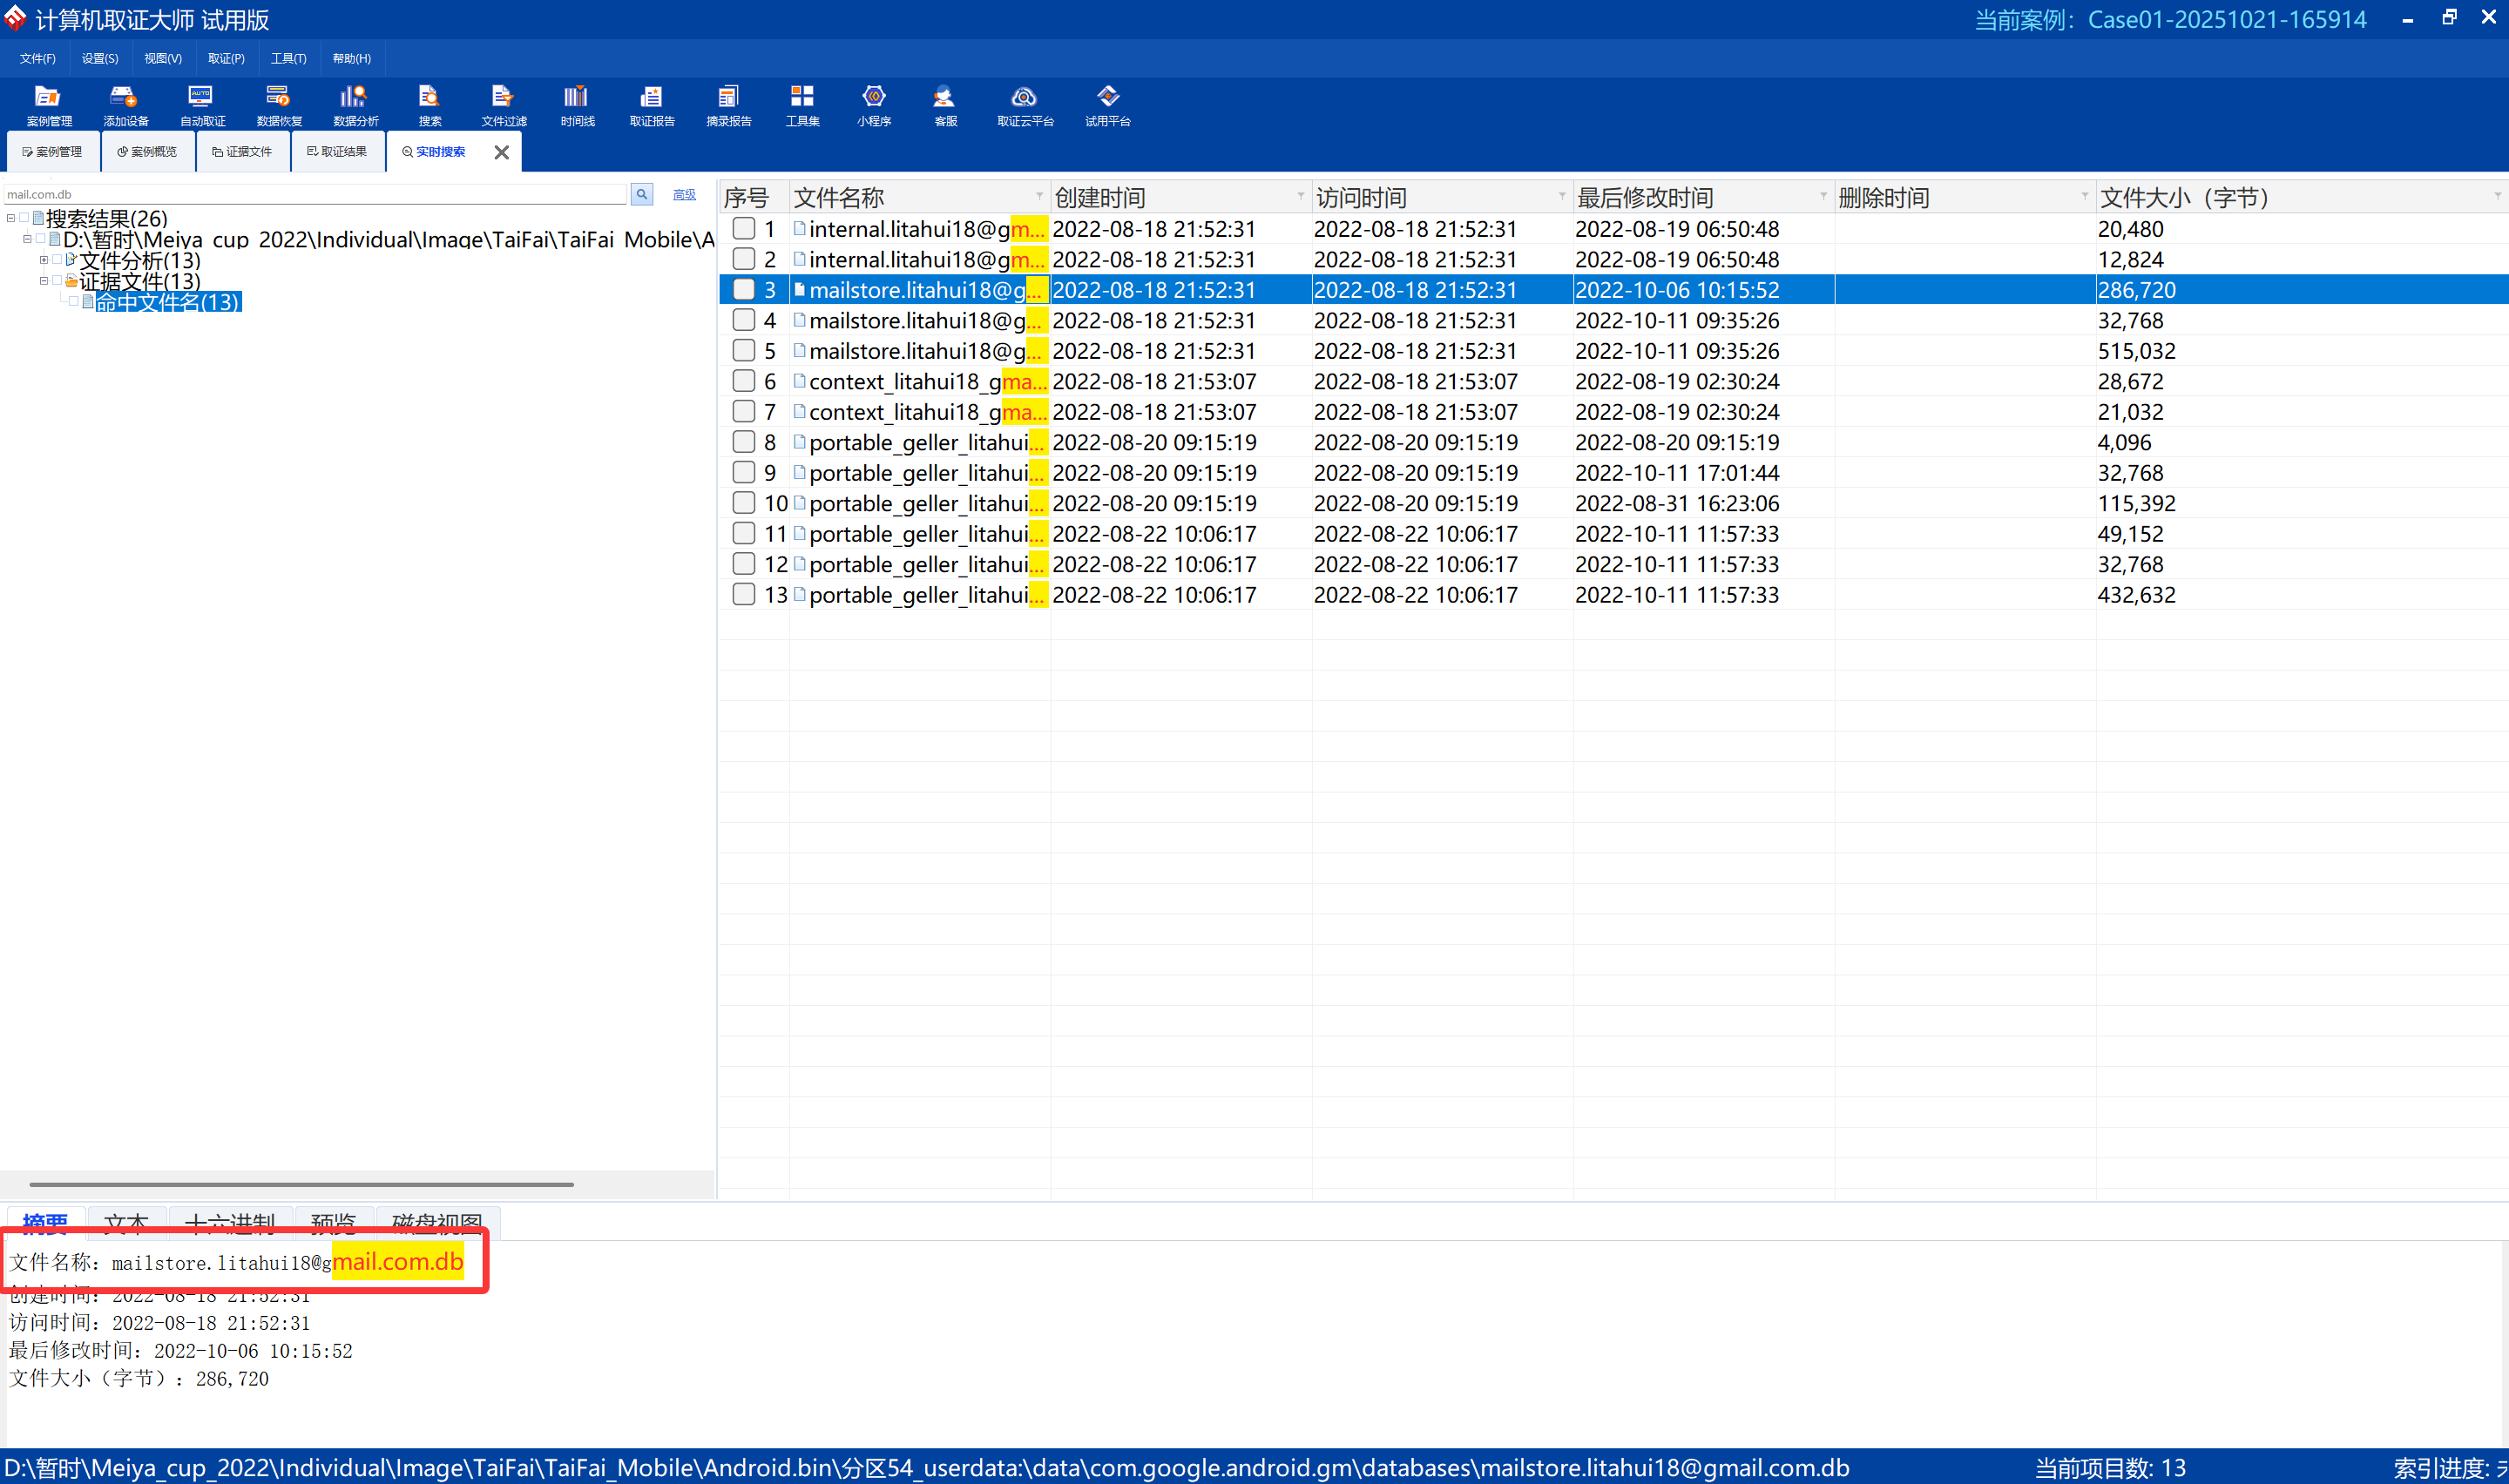 计算机取证大师 试用版
当前案例：Case01-20251021-165914
文件(F) 设置(S) 视图(V) 取证(P) 工具(T) 帮助(H)
案例管理 添加设备 自动取证 数据恢复 数据分析 搜索 文件过滤 时间线 取证报告 摘录报告 工具集 小程序 客服 取证云平台 试用平台
案例管理 案例概览 证据文件 取证结果 实时搜索
mail.com.db 高级
搜索结果(26)
D:\暂时\Meiya_cup_2022\Individual\Image\TaiFai\TaiFai_Mobile\A
文件分析(13)
证据文件(13)
命中文件名(13)
序号 文件名称 创建时间 访问时间 最后修改时间 删除时间 文件大小（字节）
1 internal.litahui18@gm... 2022-08-18 21:52:31 2022-08-18 21:52:31 2022-08-19 06:50:48 20,480
2 internal.litahui18@gm... 2022-08-18 21:52:31 2022-08-18 21:52:31 2022-08-19 06:50:48 12,824
3 mailstore.litahui18@g... 2022-08-18 21:52:31 2022-08-18 21:52:31 2022-10-06 10:15:52 286,720
4 mailstore.litahui18@g... 2022-08-18 21:52:31 2022-08-18 21:52:31 2022-10-11 09:35:26 32,768
5 mailstore.litahui18@g... 2022-08-18 21:52:31 2022-08-18 21:52:31 2022-10-11 09:35:26 515,032
6 context_litahui18_gma... 2022-08-18 21:53:07 2022-08-18 21:53:07 2022-08-19 02:30:24 28,672
7 context_litahui18_gma... 2022-08-18 21:53:07 2022-08-18 21:53:07 2022-08-19 02:30:24 21,032
8 portable_geller_litahui... 2022-08-20 09:15:19 2022-08-20 09:15:19 2022-08-20 09:15:19 4,096
9 portable_geller_litahui... 2022-08-20 09:15:19 2022-08-20 09:15:19 2022-10-11 17:01:44 32,768
10 portable_geller_litahui... 2022-08-20 09:15:19 2022-08-20 09:15:19 2022-08-31 16:23:06 115,392
11 portable_geller_litahui... 2022-08-22 10:06:17 2022-08-22 10:06:17 2022-10-11 11:57:33 49,152
12 portable_geller_litahui... 2022-08-22 10:06:17 2022-08-22 10:06:17 2022-10-11 11:57:33 32,768
13 portable_geller_litahui... 2022-08-22 10:06:17 2022-08-22 10:06:17 2022-10-11 11:57:33 432,632
摘要 文本 十六进制 预览 磁盘视图
文件名称：mailstore.litahui18@gmail.com.db
创建时间：2022-08-18 21:52:31
访问时间：2022-08-18 21:52:31
最后修改时间：2022-10-06 10:15:52
文件大小（字节）：286,720
D:\暂时\Meiya_cup_2022\Individual\Image\TaiFai\TaiFai_Mobile\Android.bin\分区54_userdata:\data\com.google.android.gm\databases\mailstore.litahui18@gmail.com.db 当前项目数: 13 索引进度: